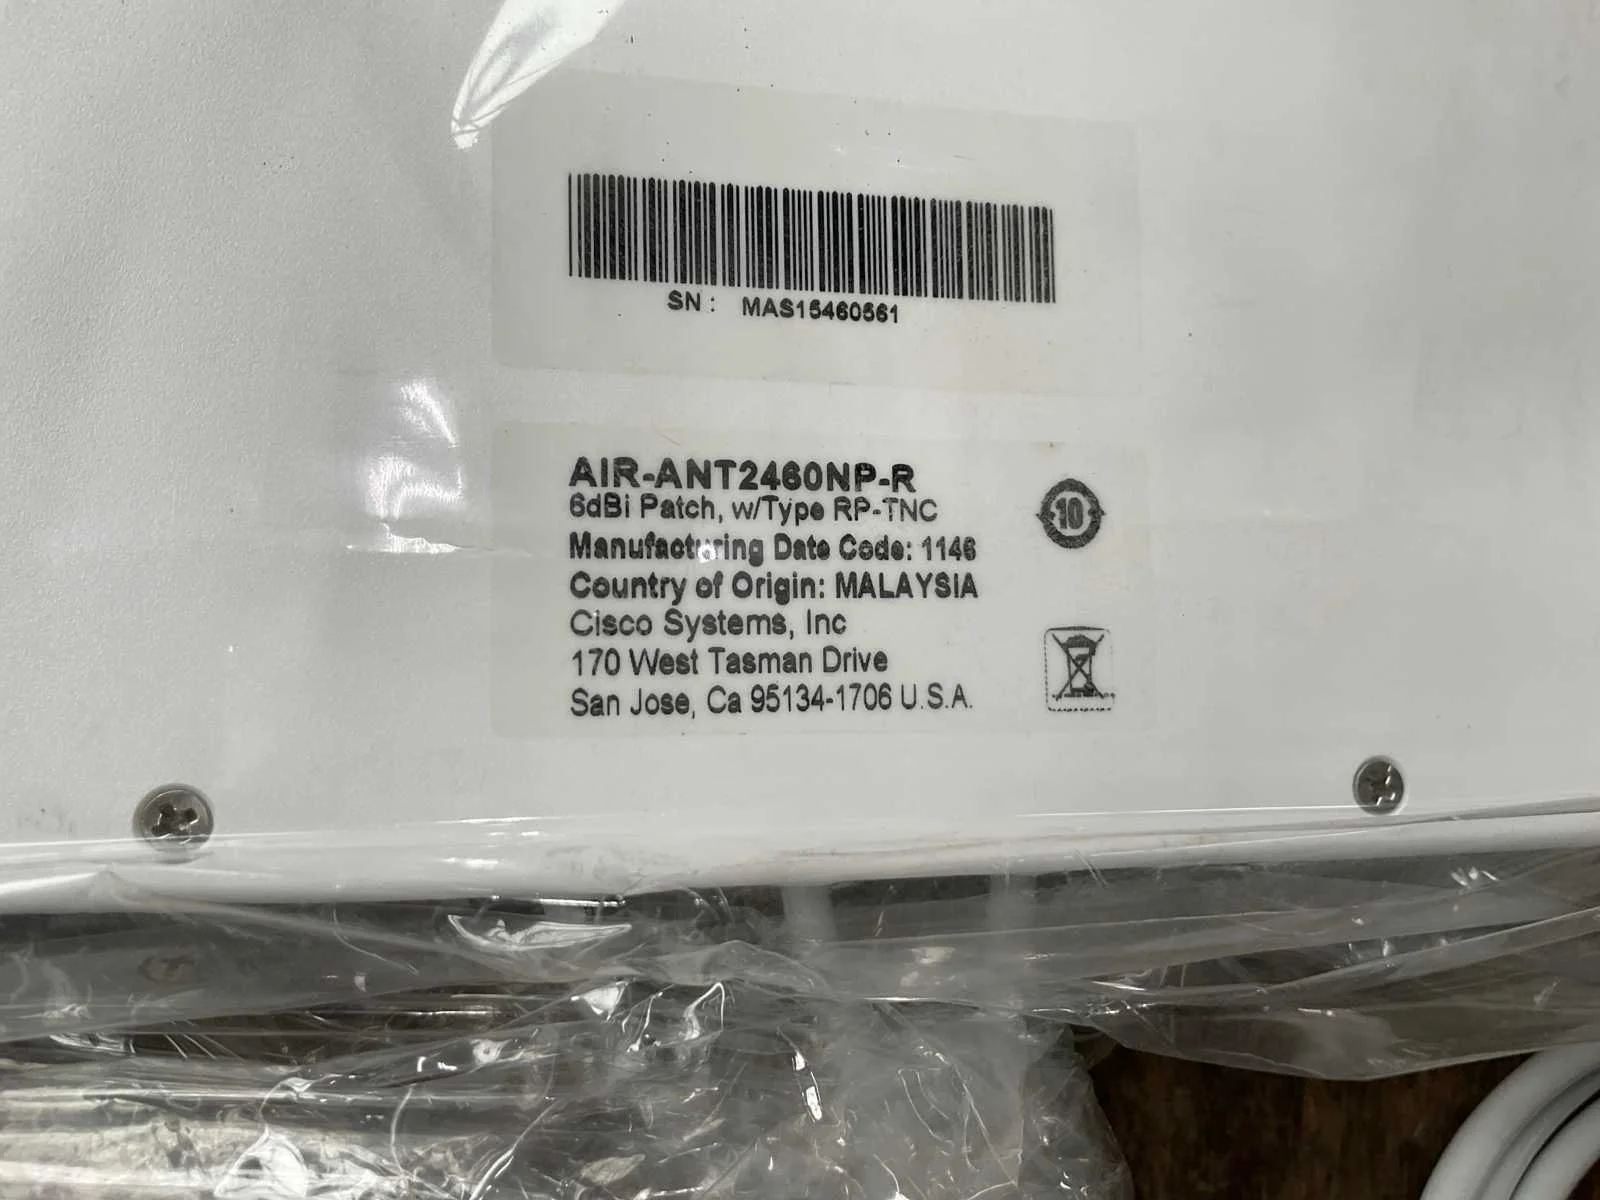 SN: MAS15460561
AIR-ANT2460NP-R
6dBi Patch, w/Type RP-TNC
10
Manufacturing Date Code: 1146
Country of Origin: MALAYSIA
Cisco Systems, Inc
170 West Tasman Drive
San Jose, Ca 95134-1706 U.S.A.